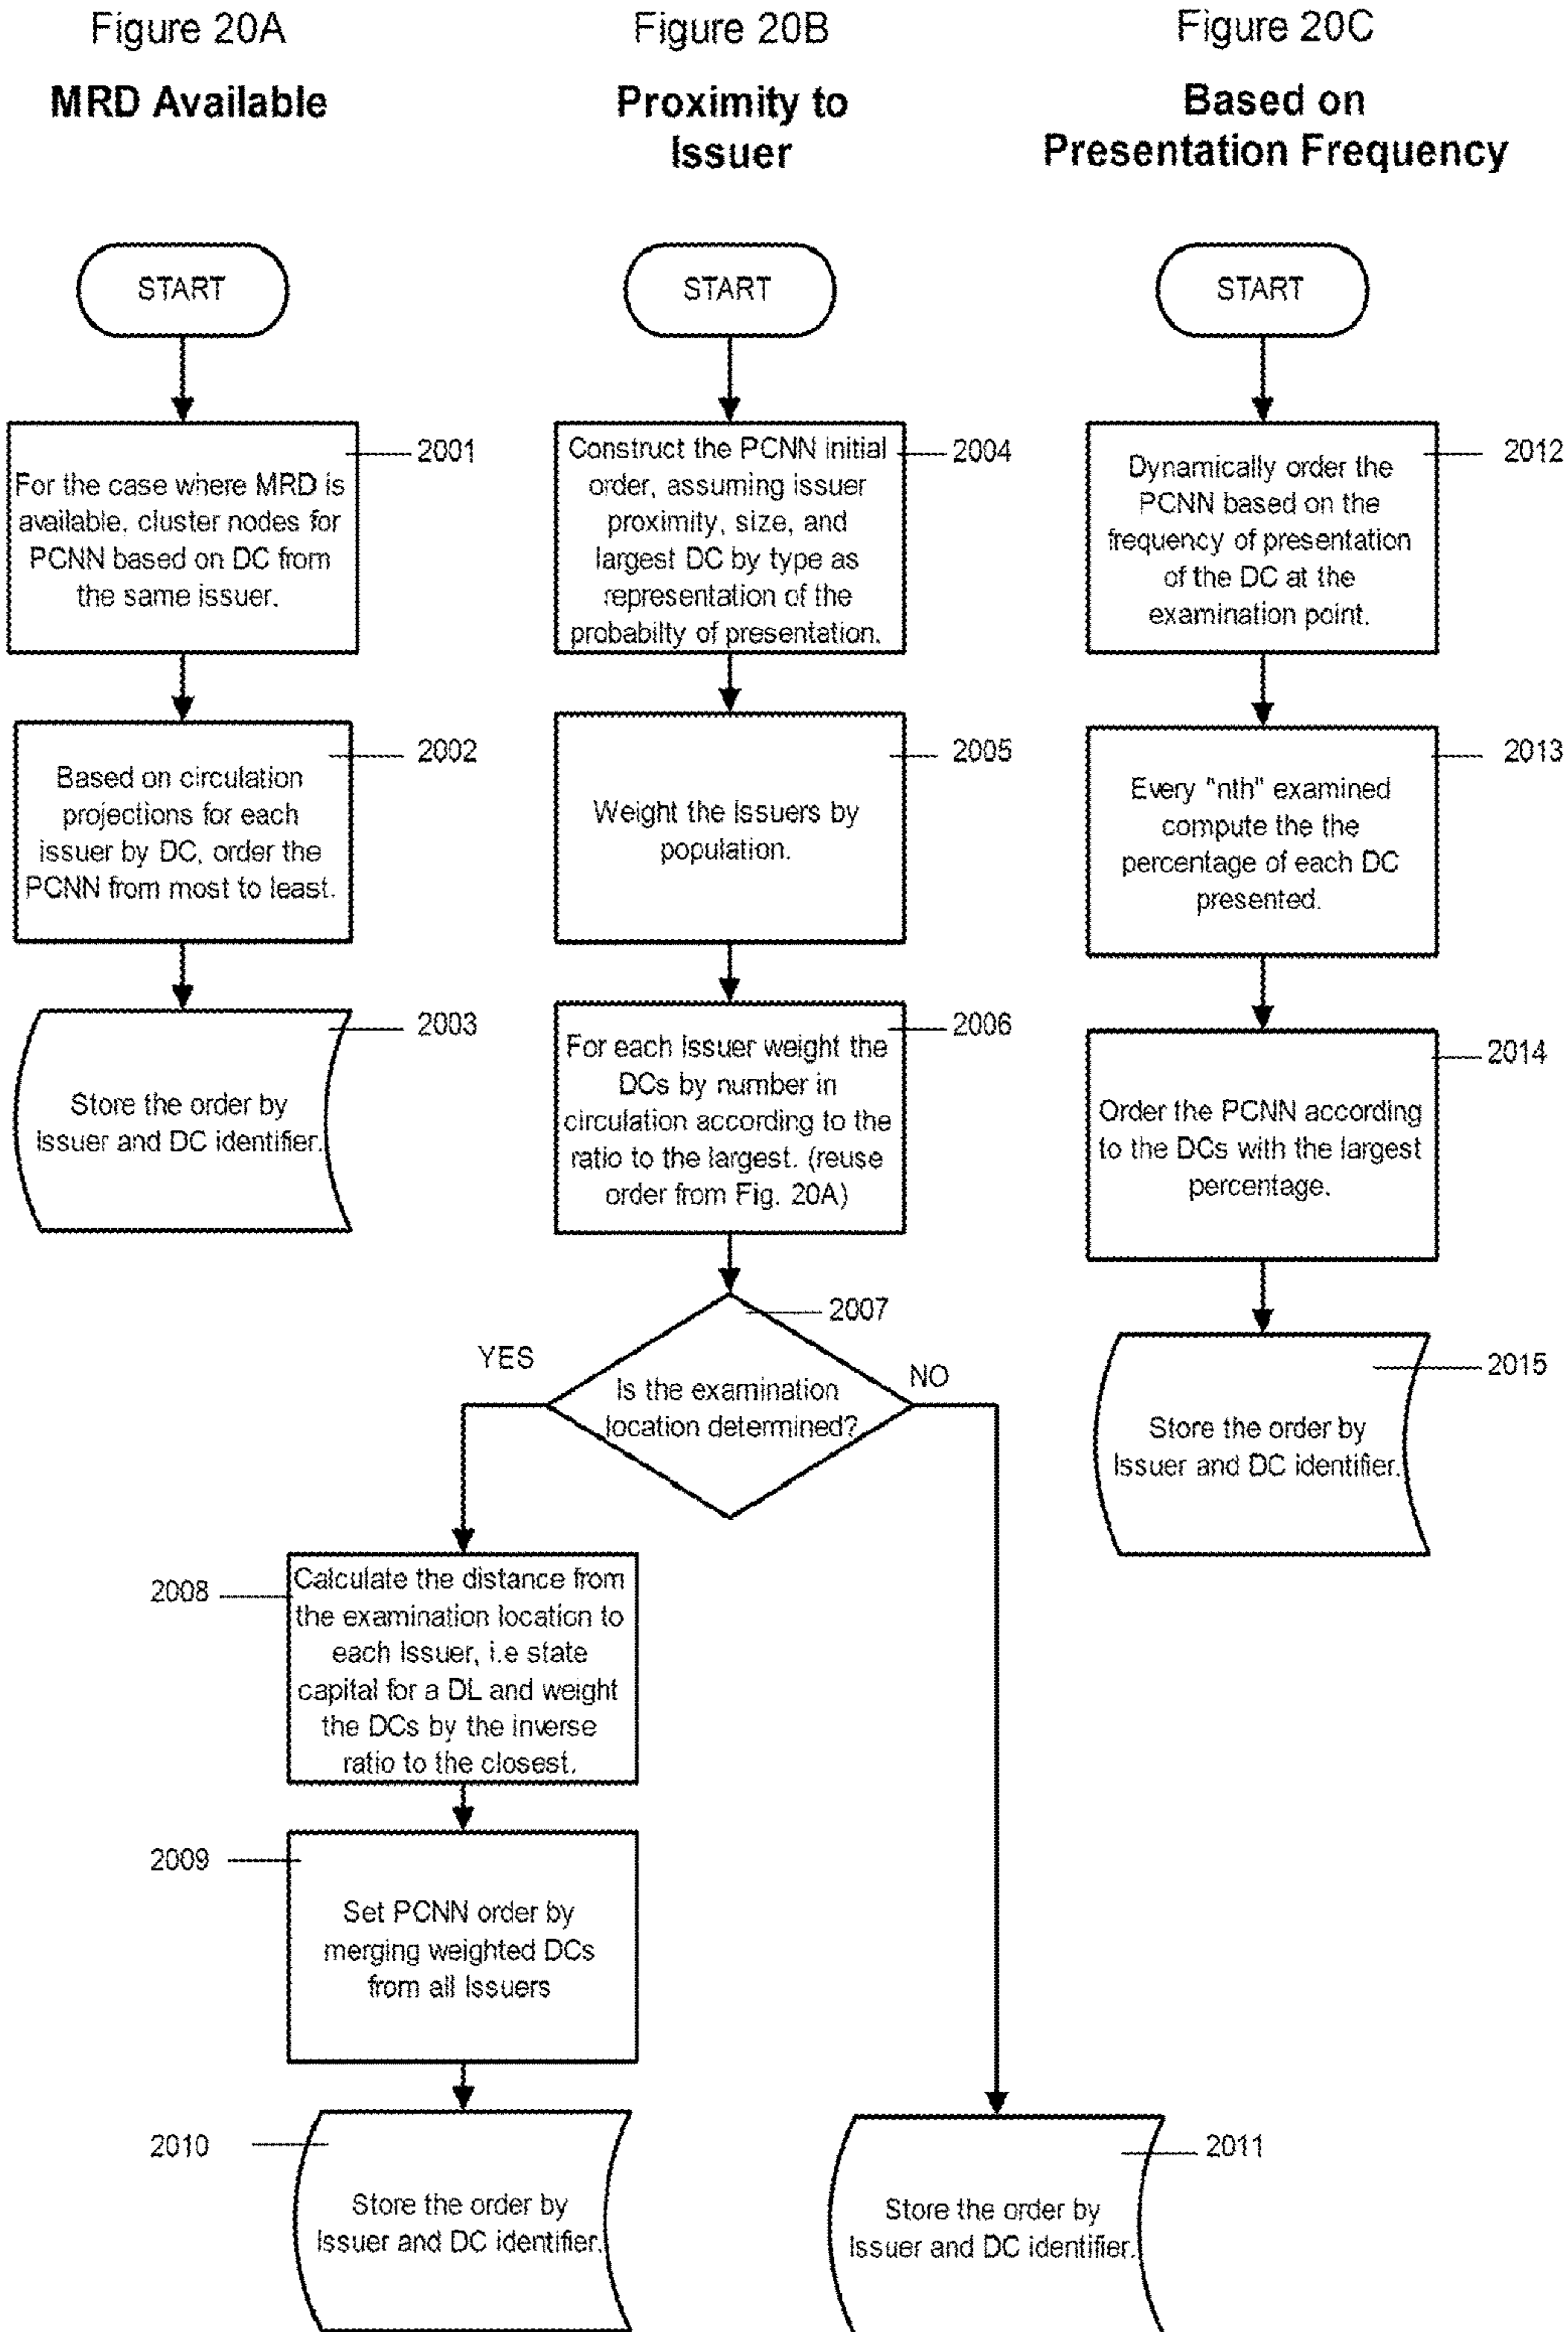 Figure 20A
MRD Available
START
2001
For the case where MRD is
available, cluster nodes for
PCNN based on DC from
the same issuer.
2002
Based on circulation
projections for each
issuer by DC, order the
PCNN from most to least.
2003
Store the order by
Issuer and DC identifier.
Figure 20B
Proximity to
Issuer
START
2004
Construct the PCNN initial
order, assuming issuer
proximity, size, and
largest DC by type as
representation of the
probabilty of presentation.
2005
Weight the Issuers by
population.
2006
For each Issuer weight the
DCs by number in
circulation according to the
ratio to the largest. (reuse
order from Fig. 20A)
2007
Is the examination
location determined?
YES
NO
2008
Calculate the distance from
the examination location to
each Issuer, i.e state
capital for a DL and weight
the DCs by the inverse
ratio to the closest.
2009
Set PCNN order by
merging weighted DCs
from all Issuers
2010
Store the order by
Issuer and DC identifier.
2011
Store the order by
Issuer and DC identifier.
Figure 20C
Based on
Presentation Frequency
START
2012
Dynamically order the
PCNN based on the
frequency of presentation
of the DC at the
examination point.
2013
Every "nth" examined
compute the the
percentage of each DC
presented.
2014
Order the PCNN according
to the DCs with the largest
percentage.
2015
Store the order by
Issuer and DC identifier.